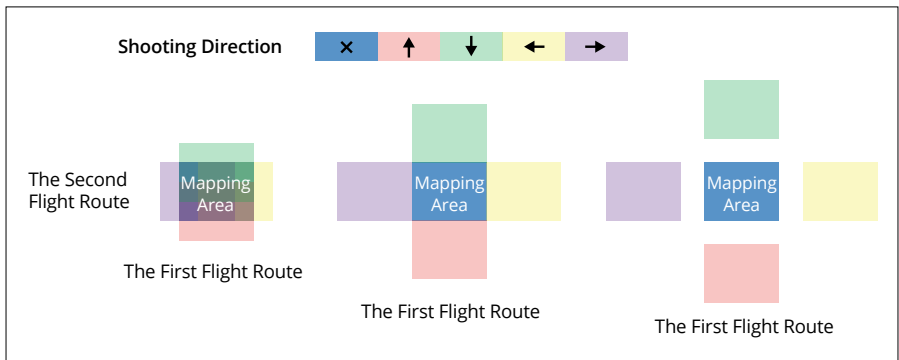 Shooting Direction
× ↑ ↓ ← →
The Second
Flight Route
Mapping
Area
The First Flight Route
Mapping
Area
The First Flight Route
Mapping
Area
The First Flight Route